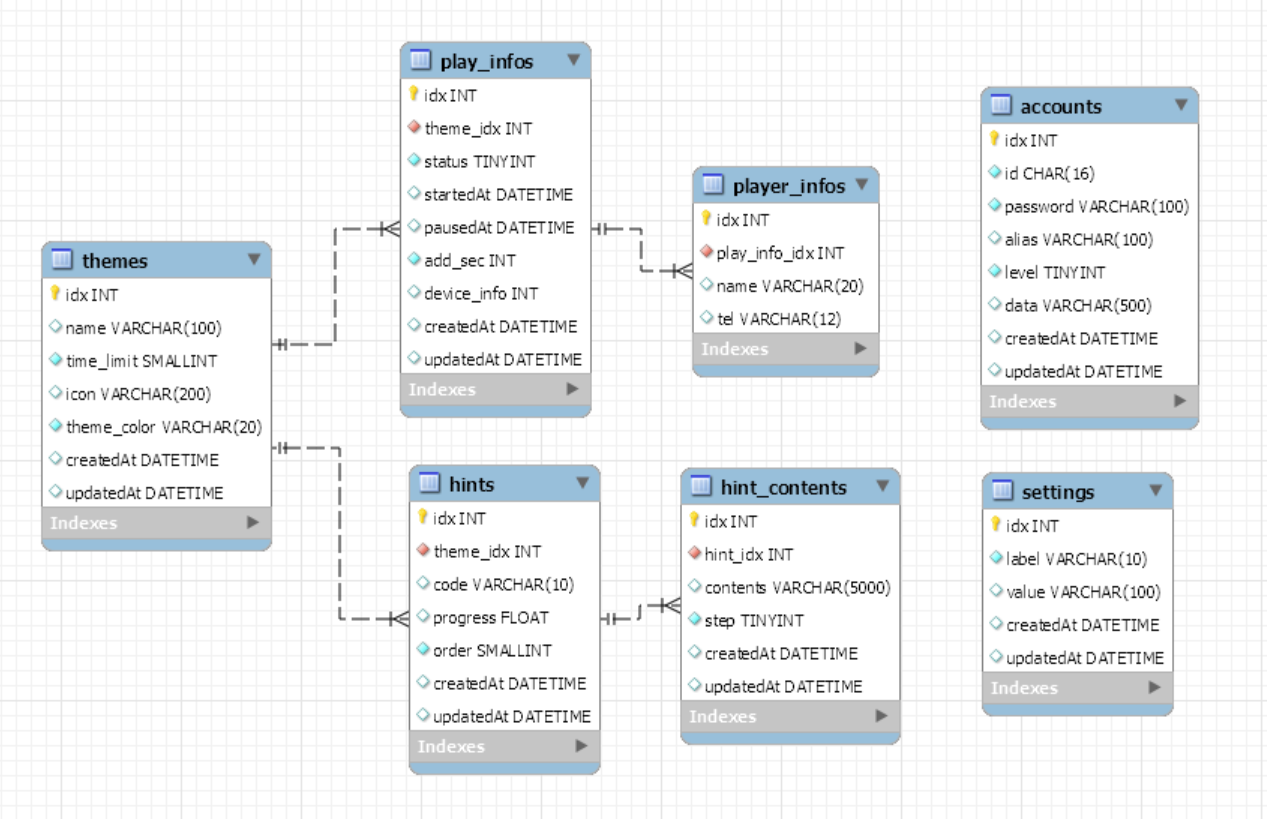 play_infos
idx INT
theme_idx INT
status TINYINT
startedAt DATETIME
pausedAt DATETIME
add_sec INT
device_info INT
createdAt DATETIME
updatedAt DATETIME
Indexes
accounts
idx INT
id CHAR(16)
password VARCHAR(100)
alias VARCHAR(100)
level TINYINT
data VARCHAR(500)
createdAt DATETIME
updatedAt DATETIME
Indexes
player_infos
idx INT
play_info_idx INT
name VARCHAR(20)
tel VARCHAR(12)
Indexes
themes
idx INT
name VARCHAR(100)
time_limit SMALLINT
icon VARCHAR(200)
theme_color VARCHAR(20)
createdAt DATETIME
updatedAt DATETIME
Indexes
hints
idx INT
theme_idx INT
code VARCHAR(10)
progress FLOAT
order SMALLINT
createdAt DATETIME
updatedAt DATETIME
Indexes
hint_contents
idx INT
hint_idx INT
contents VARCHAR(5000)
step TINYINT
createdAt DATETIME
updatedAt DATETIME
Indexes
settings
idx INT
label VARCHAR(10)
value VARCHAR(100)
createdAt DATETIME
updatedAt DATETIME
Indexes